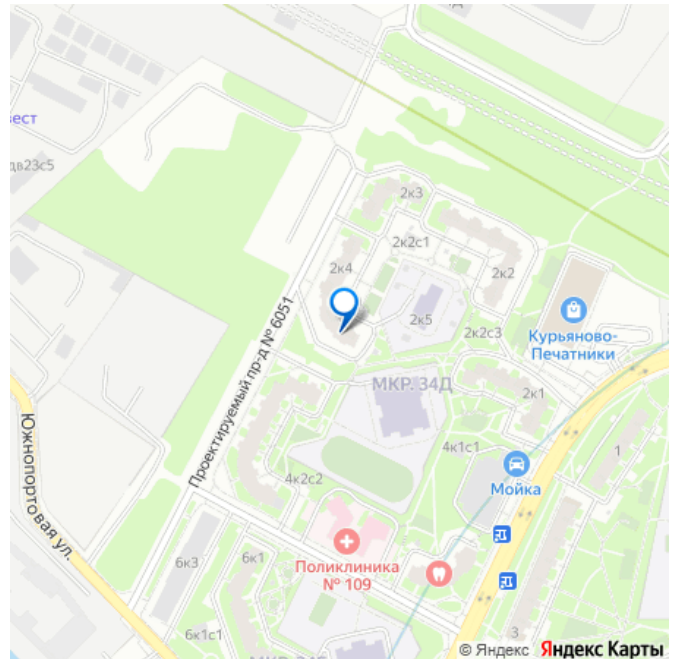 вест
дв23с5
2к3
2к2с1
2к4
2к2
2к5
2к2с3
Курьяново-
Печатники
Проектируемый пр-д № 6051
МКР. 34Д
2к1
Южнопортовая ул.
4к1с1
1
Мойка
4к2с2
6к3
6к1
Поликлиника
№ 109
6к1с1
3
© Яндекс Яндекс Карты